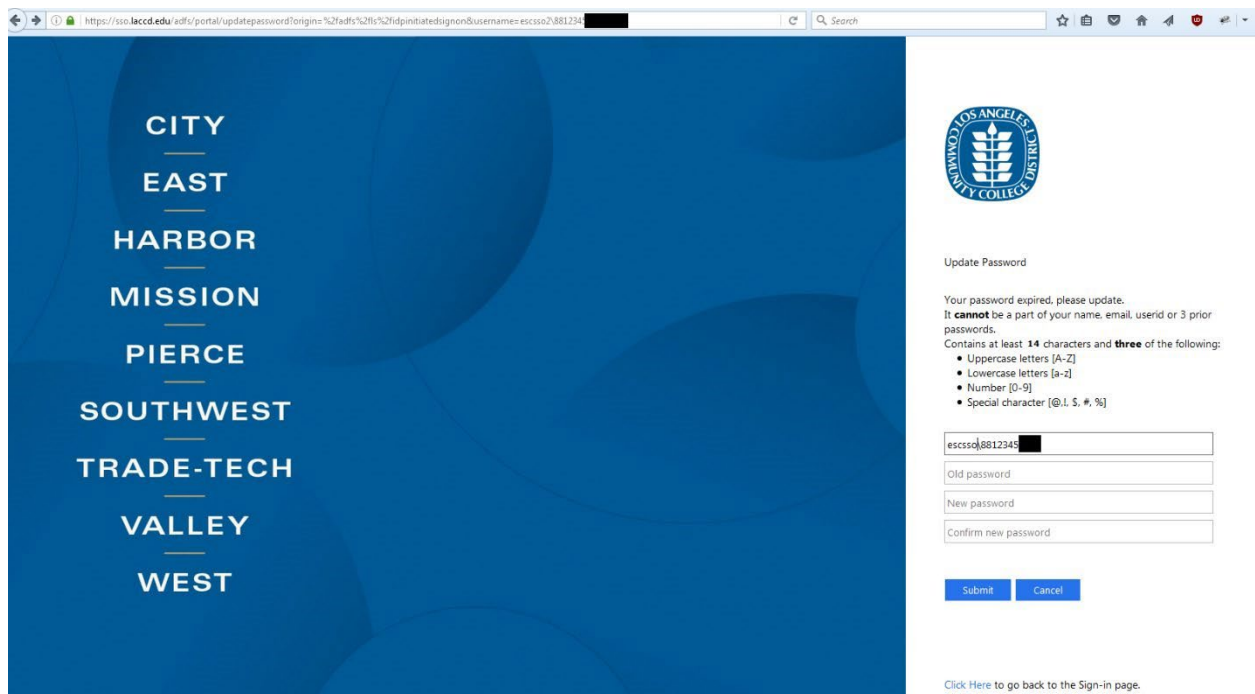 https://sso.laccd.edu/adfs/portal/updatepassword?origin=%2fadfs%2fls%2fidpinitiatedsignon&username=escsso2\881234
Search
CITY
EAST
HARBOR
MISSION
PIERCE
SOUTHWEST
TRADE-TECH
VALLEY
WEST
LOS ANGELES COMMUNITY COLLEGE DISTRICT
Update Password
Your password expired, please update.
It cannot be a part of your name, email, userid or 3 prior
passwords.
Contains at least 14 characters and three of the following:
• Uppercase letters [A-Z]
• Lowercase letters [a-z]
• Number [0-9]
• Special character [@,!, $, #, %]
escsso\8812345
Old password
New password
Confirm new password
Submit Cancel
Click Here to go back to the Sign-in page.